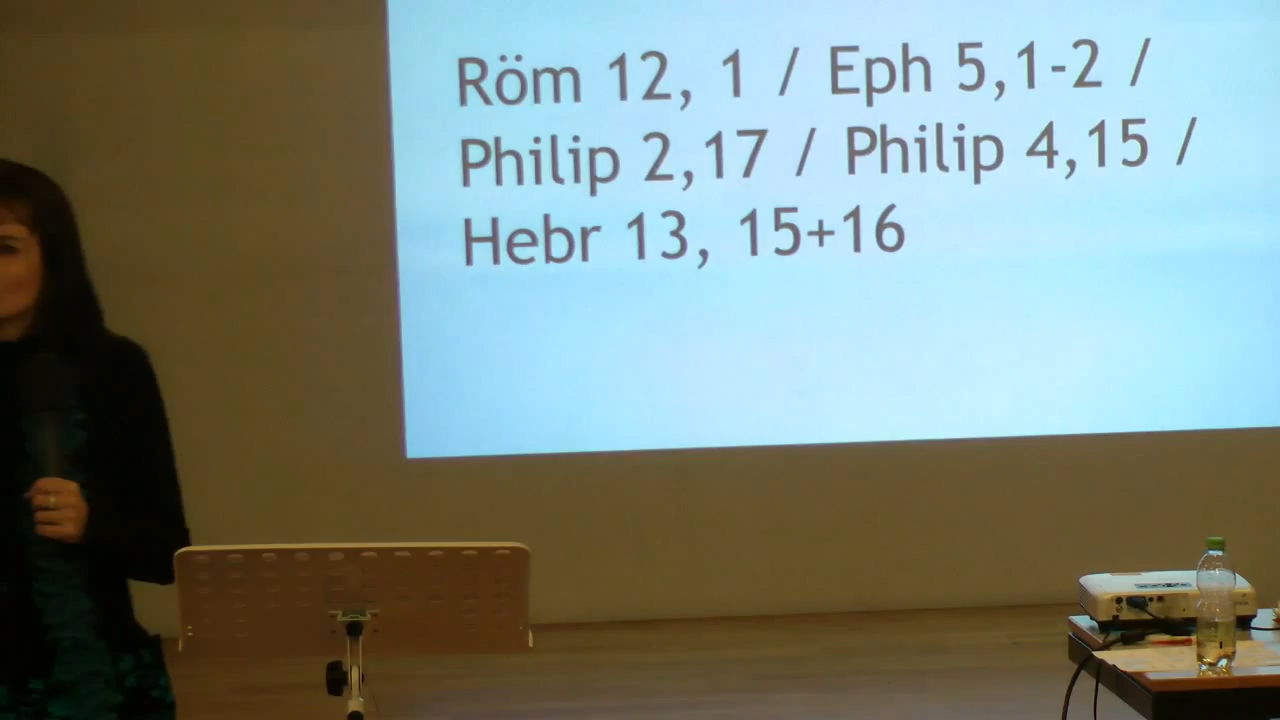 Röm 12, 1 / Eph 5,1-2 /
Philip 2,17 / Philip 4,15 /
Hebr 13, 15+16